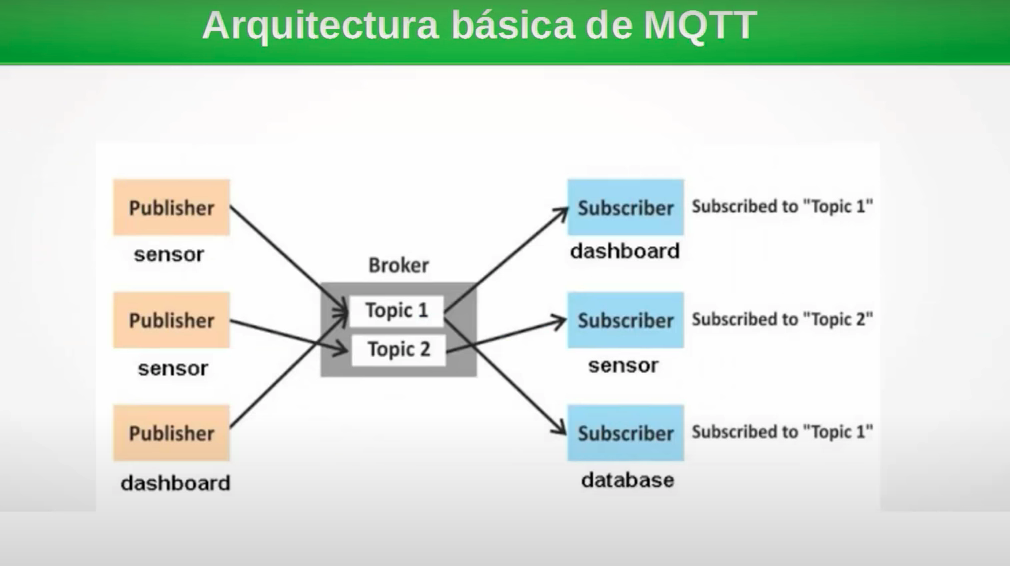 Arquitectura básica de MQTT
Publisher
sensor
Publisher
sensor
Publisher
dashboard
Broker
Topic 1
Topic 2
Subscriber
Subscribed to "Topic 1"
dashboard
Subscriber
Subscribed to "Topic 2"
sensor
Subscriber
Subscribed to "Topic 1"
database